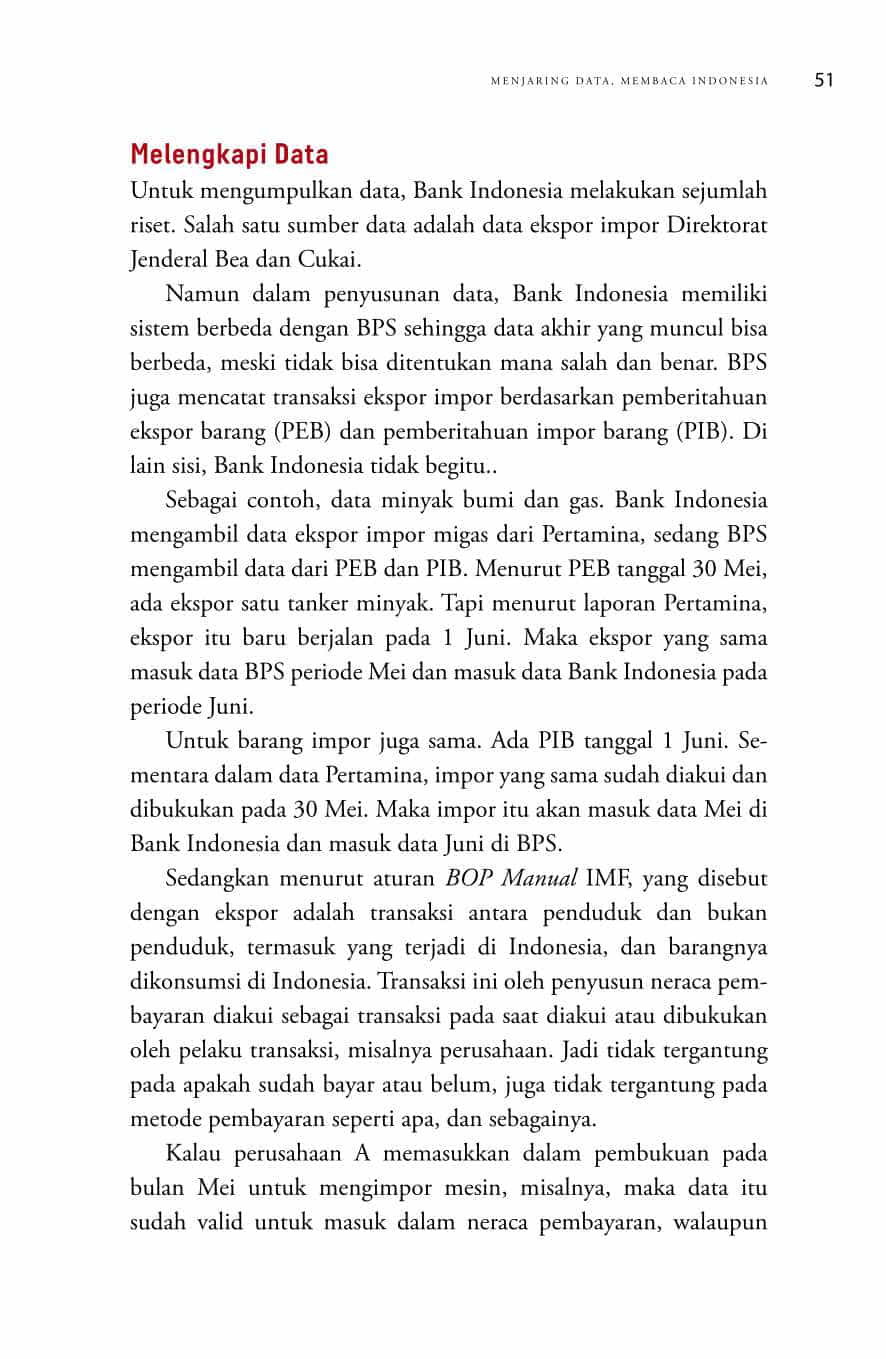 MENJARING DATA, MEMBACA INDONESIA 51
Melengkapi Data
Untuk mengumpulkan data, Bank Indonesia melakukan sejumlah
riset. Salah satu sumber data adalah data ekspor impor Direktorat
Jenderal Bea dan Cukai.
Namun dalam penyusunan data, Bank Indonesia memiliki
sistem berbeda dengan BPS sehingga data akhir yang muncul bisa
berbeda, meski tidak bisa ditentukan mana salah dan benar. BPS
juga mencatat transaksi ekspor impor berdasarkan pemberitahuan
ekspor barang (PEB) dan pemberitahuan impor barang (PIB). Di
lain sisi, Bank Indonesia tidak begitu..
Sebagai contoh, data minyak bumi dan gas. Bank Indonesia
mengambil data ekspor impor migas dari Pertamina, sedang BPS
mengambil data dari PEB dan PIB. Menurut PEB tanggal 30 Mei,
ada ekspor satu tanker minyak. Tapi menurut laporan Pertamina,
ekspor itu baru berjalan pada 1 Juni. Maka ekspor yang sama
masuk data BPS periode Mei dan masuk data Bank Indonesia pada
periode Juni.
Untuk barang impor juga sama. Ada PIB tanggal 1 Juni. Se-
mentara dalam data Pertamina, impor yang sama sudah diakui dan
dibukukan pada 30 Mei. Maka impor itu akan masuk data Mei di
Bank Indonesia dan masuk data Juni di BPS.
Sedangkan menurut aturan BOP Manual IMF, yang disebut
dengan ekspor adalah transaksi antara penduduk dan bukan
penduduk, termasuk yang terjadi di Indonesia, dan barangnya
dikonsumsi di Indonesia. Transaksi ini oleh penyusun neraca pem-
bayaran diakui sebagai transaksi pada saat diakui atau dibukukan
oleh pelaku transaksi, misalnya perusahaan. Jadi tidak tergantung
pada apakah sudah bayar atau belum, juga tidak tergantung pada
metode pembayaran seperti apa, dan sebagainya.
Kalau perusahaan A memasukkan dalam pembukuan pada
bulan Mei untuk mengimpor mesin, misalnya, maka data itu
sudah valid untuk masuk dalam neraca pembayaran, walaupun